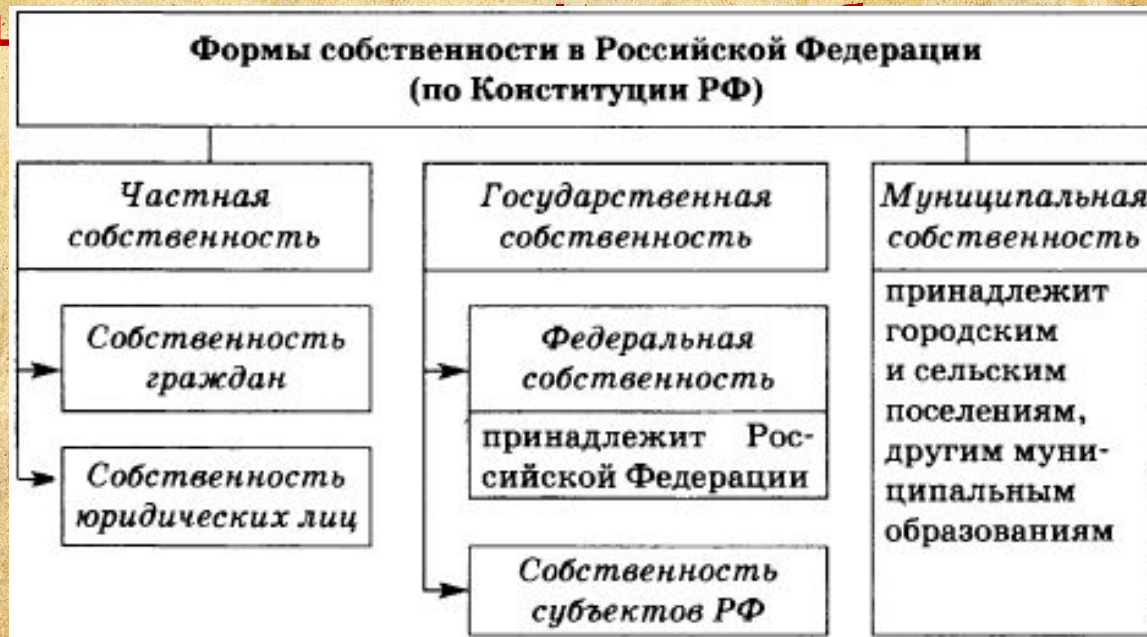 Формы собственности в Российской Федерации
(по Конституции РФ)
Частная
собственность
Собственность
граждан
Собственность
юридических лиц
Государственная
собственность
Федеральная
собственность
принадлежит Рос-
сийской Федерации
Собственность
субъектов РФ
Муниципальная
собственность
принадлежит
городским
и сельским
поселениям,
другим муни-
ципальным
образованиям